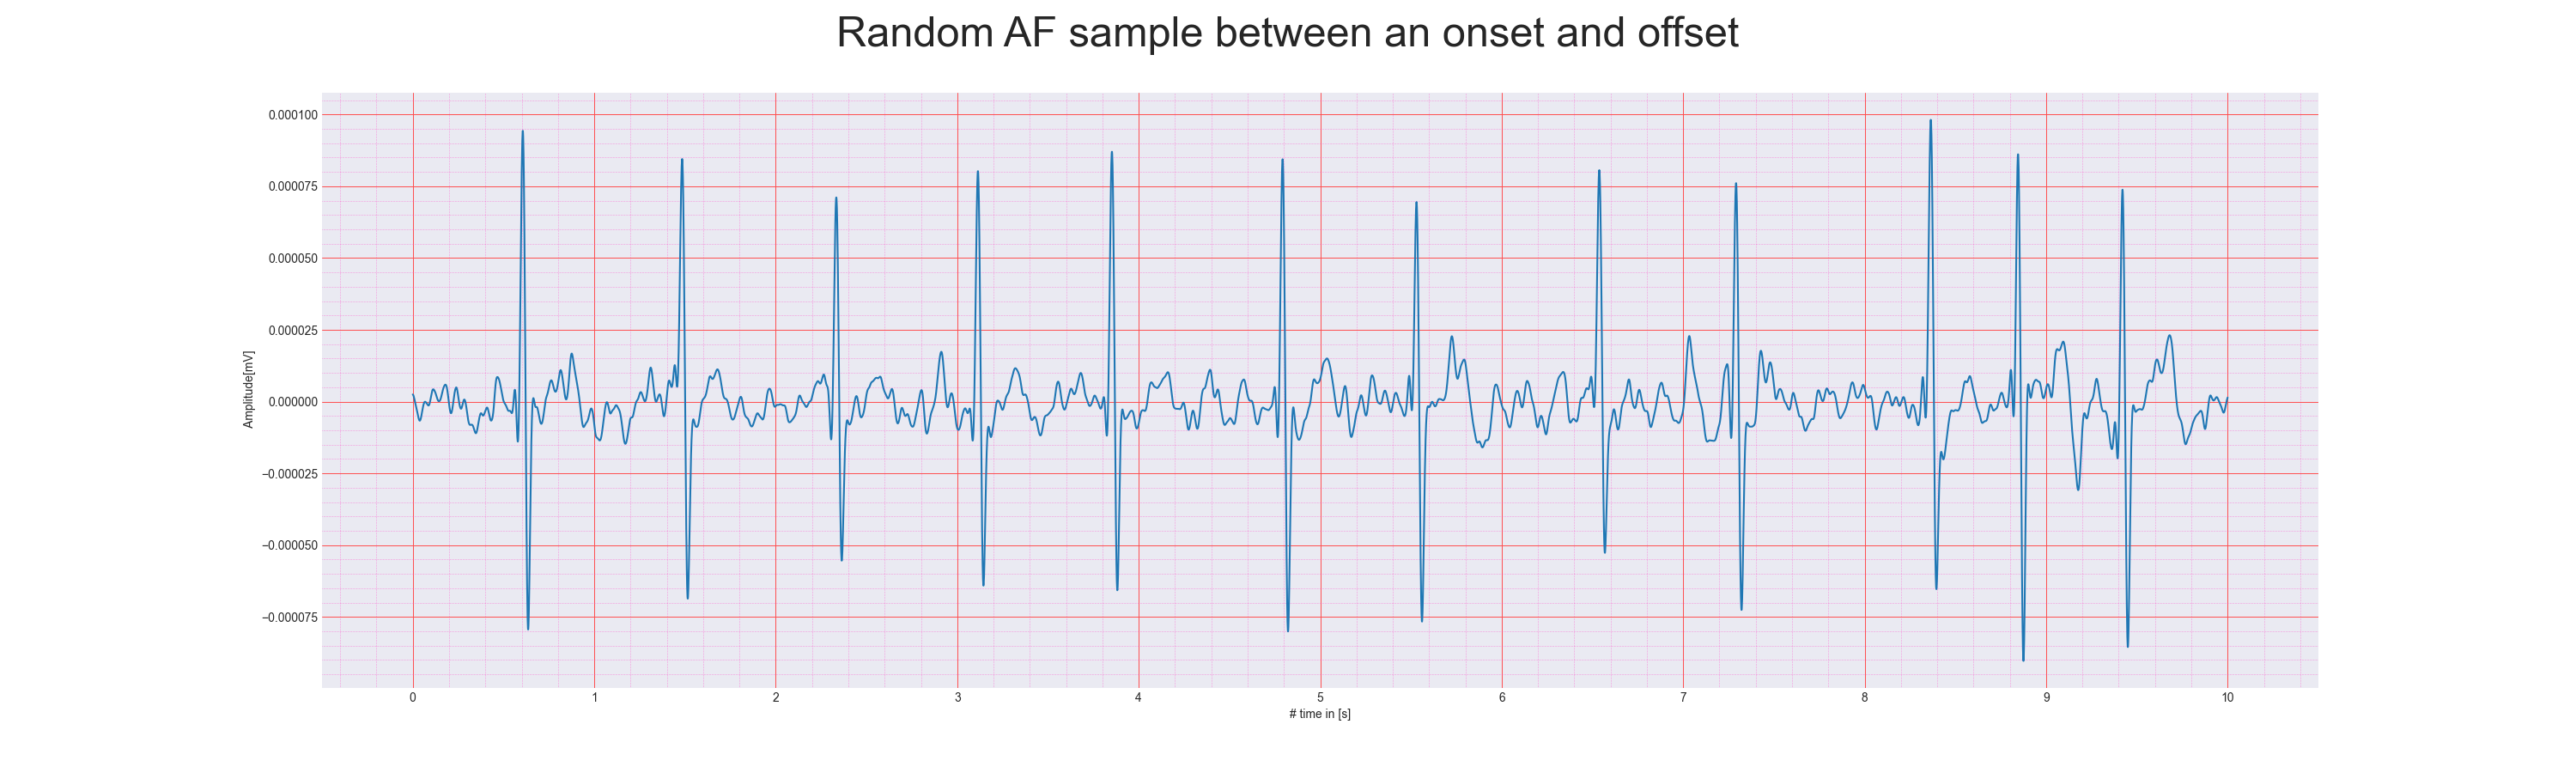 Random AF sample between an onset and offset
0.000100
0.000075
0.000050
0.000025
0.000000
−0.000025
−0.000050
−0.000075
Amplitude[mV]
0 1 2 3 4 5 6 7 8 9 10
# time in [s]